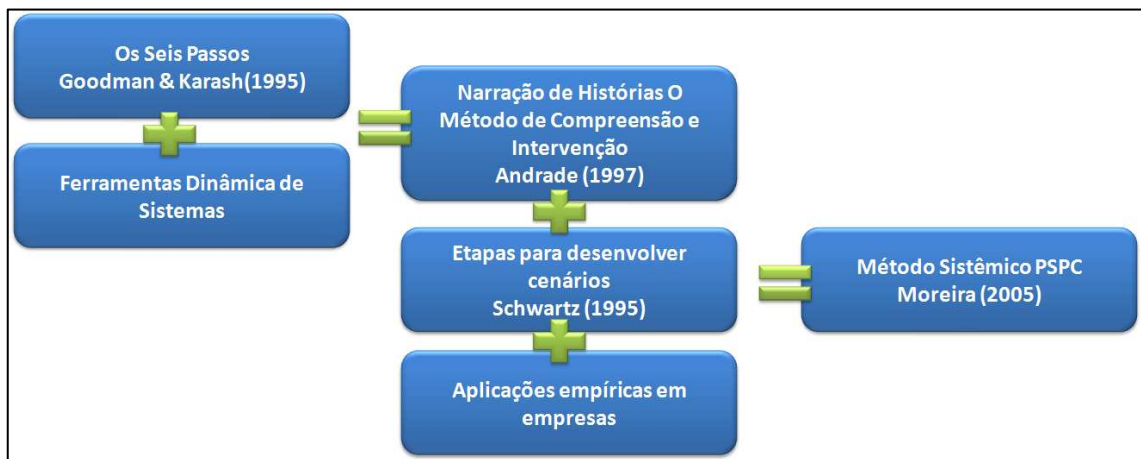 Os Seis Passos
Goodman & Karash(1995)
Ferramentas Dinâmica de
Sistemas
Narração de Histórias O
Método de Compreensão e
Intervenção
Andrade (1997)
Etapas para desenvolver
cenários
Schwartz (1995)
Aplicações empíricas em
empresas
Método Sistêmico PSPC
Moreira (2005)